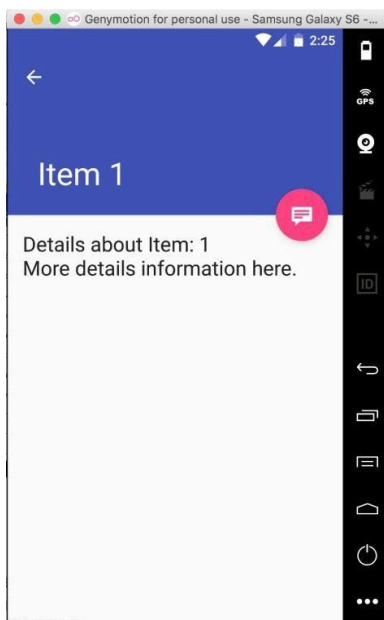 Genymotion for personal use - Samsung Galaxy S6 -...
2:25
GPS
Item 1
Details about Item: 1
More details information here.
ID